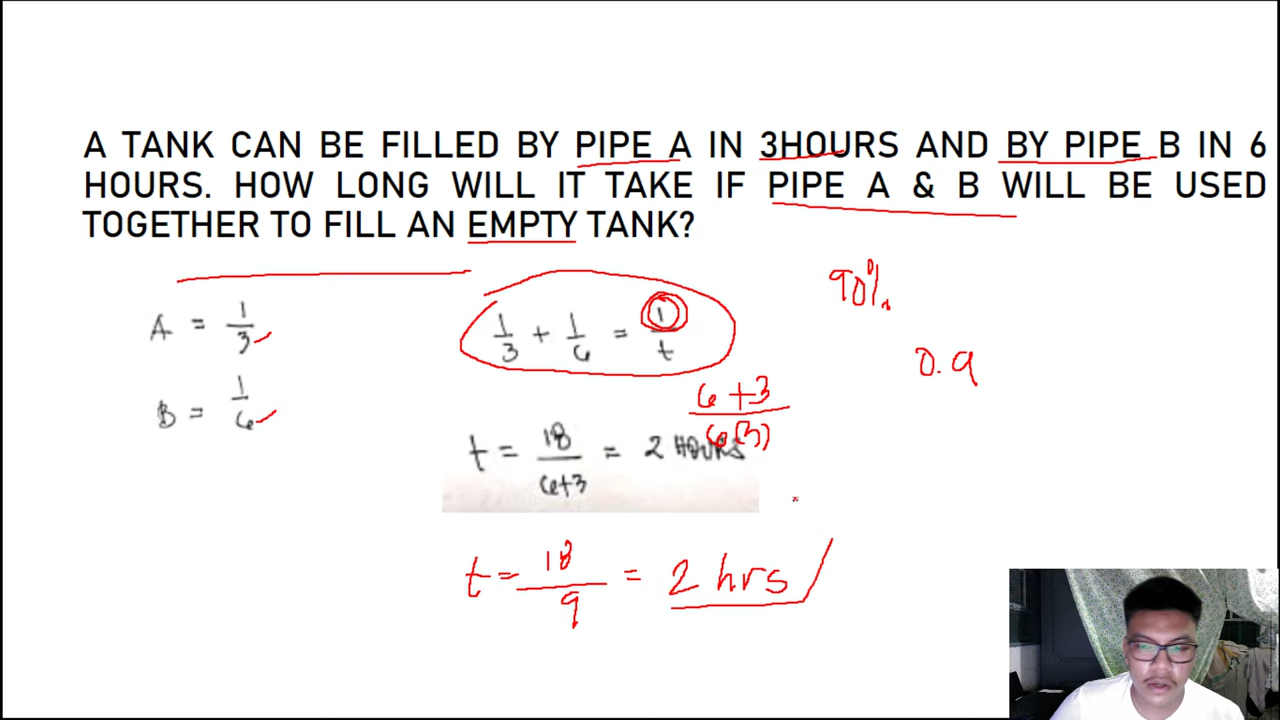 A TANK CAN BE FILLED BY PIPE A IN 3HOURS AND BY PIPE B IN 6
HOURS. HOW LONG WILL IT TAKE IF PIPE A & B WILL BE USED
TOGETHER TO FILL AN EMPTY TANK?
A = 1/3
B = 1/6
1/3 + 1/6 = 1/t
90%
0.9
6+3/6(3)
t = 18/6+3 = 2 HOURS
t = 18/9 = 2 hrs